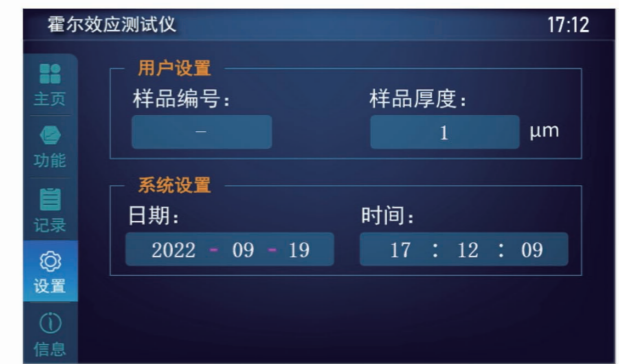 霍尔效应测试仪 17:12
主页
功能
记录
设置
信息
用户设置
样品编号： 样品厚度：
- 1 μm
系统设置
日期： 时间：
2022 - 09 - 19 17 : 12 : 09